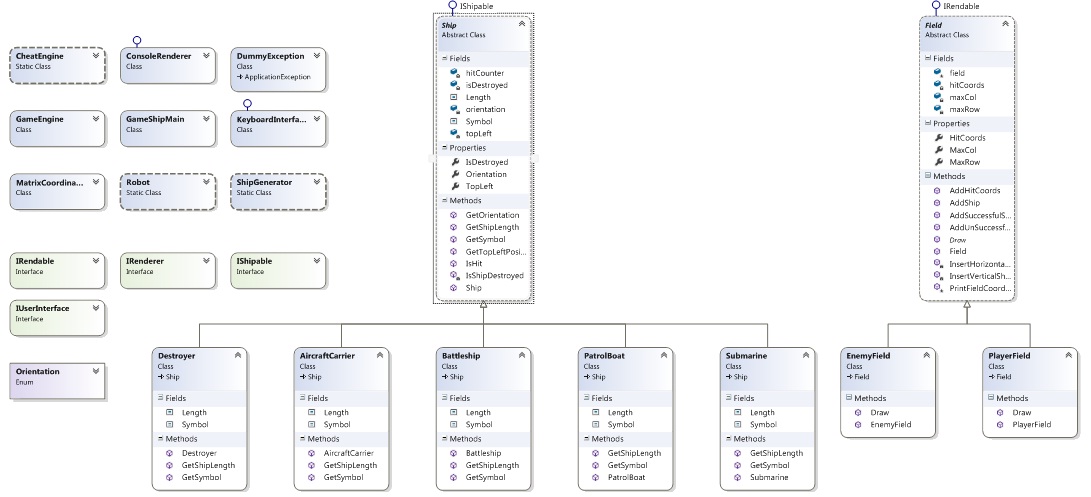 IShipable
IRendable
CheatEngine
Static Class
ConsoleRenderer
Class
DummyException
Class
ApplicationException
GameEngine
Class
GameShipMain
Class
KeyboardInterfa...
Class
MatrixCoordina...
Class
Robot
Static Class
ShipGenerator
Static Class
IRendable
Interface
IRenderer
Interface
IShipable
Interface
IUserInterface
Interface
Orientation
Enum
Ship
Abstract Class
Fields
hitCounter
isDestroyed
Length
orientation
Symbol
topLeft
Properties
IsDestroyed
Orientation
TopLeft
Methods
GetOrientation
GetShipLength
GetSymbol
GetTopLeftPosi...
IsHit
IsShipDestroyed
Ship
Field
Abstract Class
Fields
field
hitCoords
maxCol
maxRow
Properties
HitCoords
MaxCol
MaxRow
Methods
AddHitCoords
AddShip
AddSuccessfulS...
AddUnSuccessf...
Draw
Field
InsertHorizonta...
InsertVerticalSh...
PrintFieldCoord...
Destroyer
Class
Ship
Fields
Length
Symbol
Methods
Destroyer
GetShipLength
GetSymbol
AircraftCarrier
Class
Ship
Fields
Length
Symbol
Methods
AircraftCarrier
GetShipLength
GetSymbol
Battleship
Class
Ship
Fields
Length
Symbol
Methods
Battleship
GetShipLength
GetSymbol
PatrolBoat
Class
Ship
Fields
Length
Symbol
Methods
GetShipLength
GetSymbol
PatrolBoat
Submarine
Class
Ship
Fields
Length
Symbol
Methods
GetShipLength
GetSymbol
Submarine
EnemyField
Class
Field
Methods
Draw
EnemyField
PlayerField
Class
Field
Methods
Draw
PlayerField